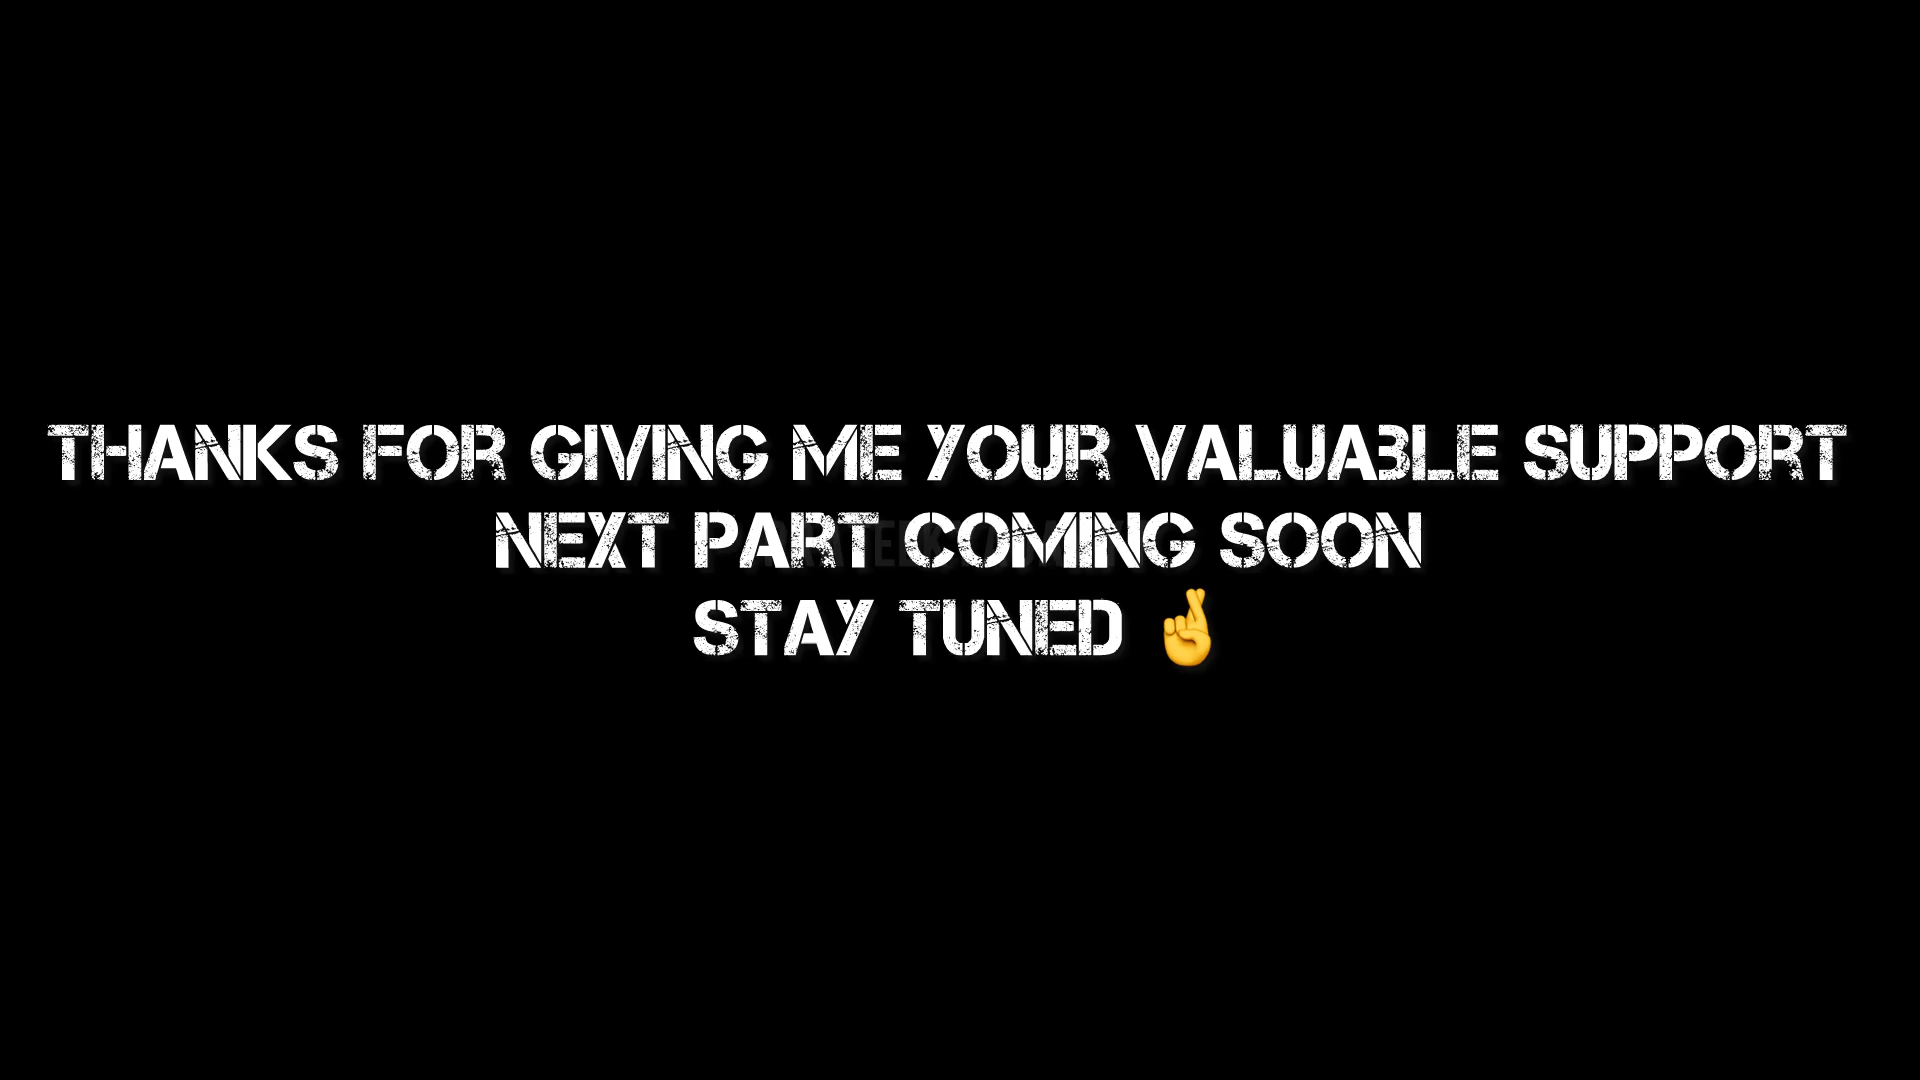 THANKS FOR GIVING ME YOUR VALUABLE SUPPORT
NEXT PART COMING SOON
STAY TUNED 🤞